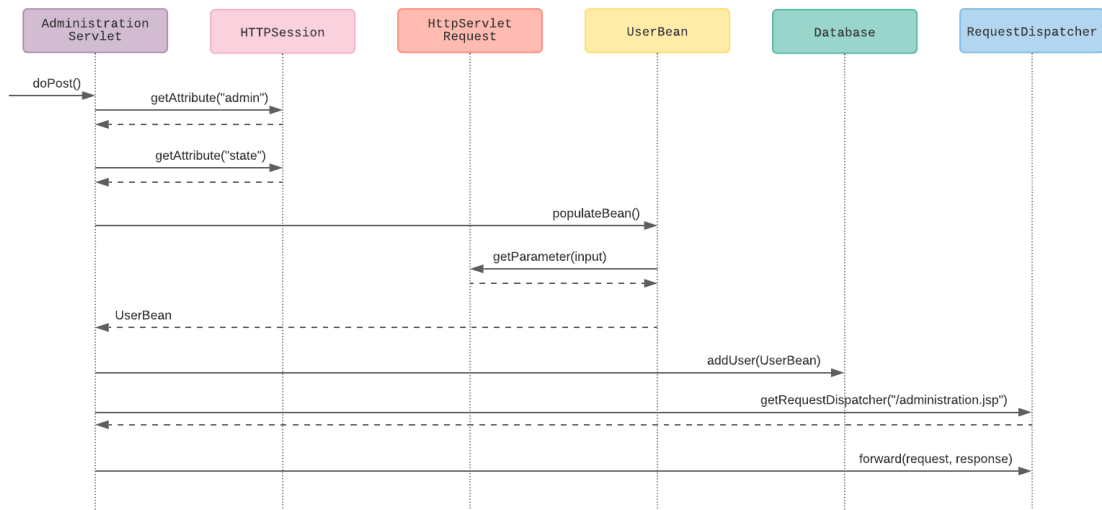 Administration
Servlet
HTTPSession
HttpServlet
Request
UserBean
Database
RequestDispatcher
doPost()
getAttribute("admin")
getAttribute("state")
populateBean()
getParameter(input)
UserBean
addUser(UserBean)
getRequestDispatcher("/administration.jsp")
forward(request, response)